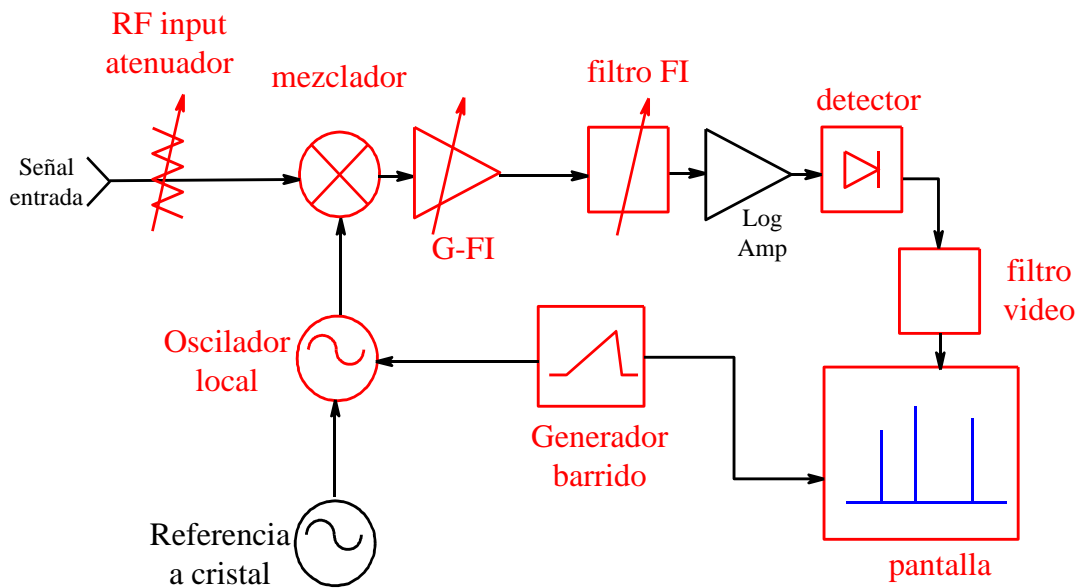 RF input
atenuador
mezclador
filtro FI
detector
Señal
entrada
G-FI
Log
Amp
filtro
video
Oscilador
local
Generador
barrido
Referencia
a cristal
pantalla